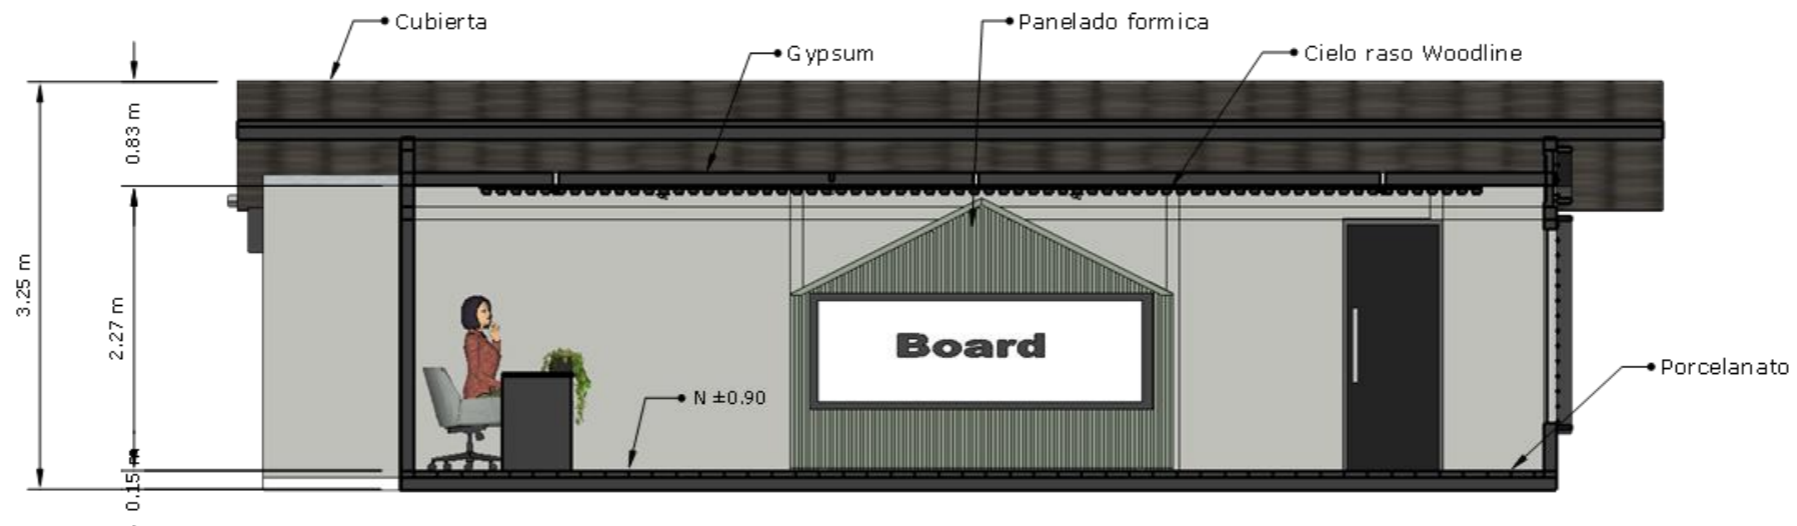 Cubierta
Panelado formica
Gypsum
Cielo raso Woodline
0.83 m
3.25 m
2.27 m
Board
Porcelanato
N ±0.90
0.15 m